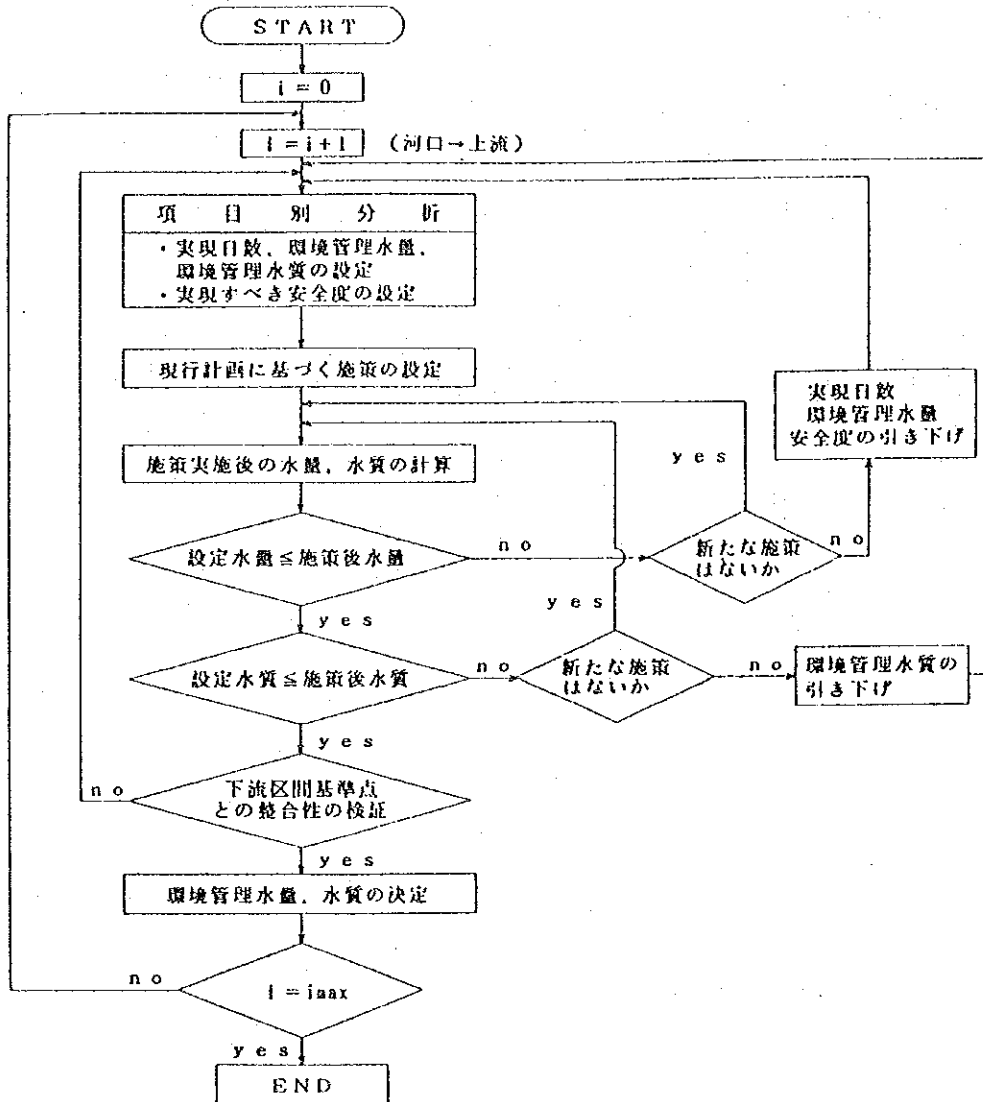 START
i = 0
i = i+1 (河口→上流)
項目別分析
・実現日数、環境管理水量、
環境管理水質の設定
・実現すべき安全度の設定
現行計画に基づく施策の設定
実現日数
環境管理水量
安全度の引き下げ
yes
施策実施後の水量、水質の計算
設定水量≦施策後水量
no
新たな施策
はないか
no
yes
yes
設定水質≦施策後水質
no
新たな施策
はないか
no
環境管理水質の
引き下げ
yes
no
下流区間基準点
との整合性の検証
yes
環境管理水量、水質の決定
no
i = imax
yes
END